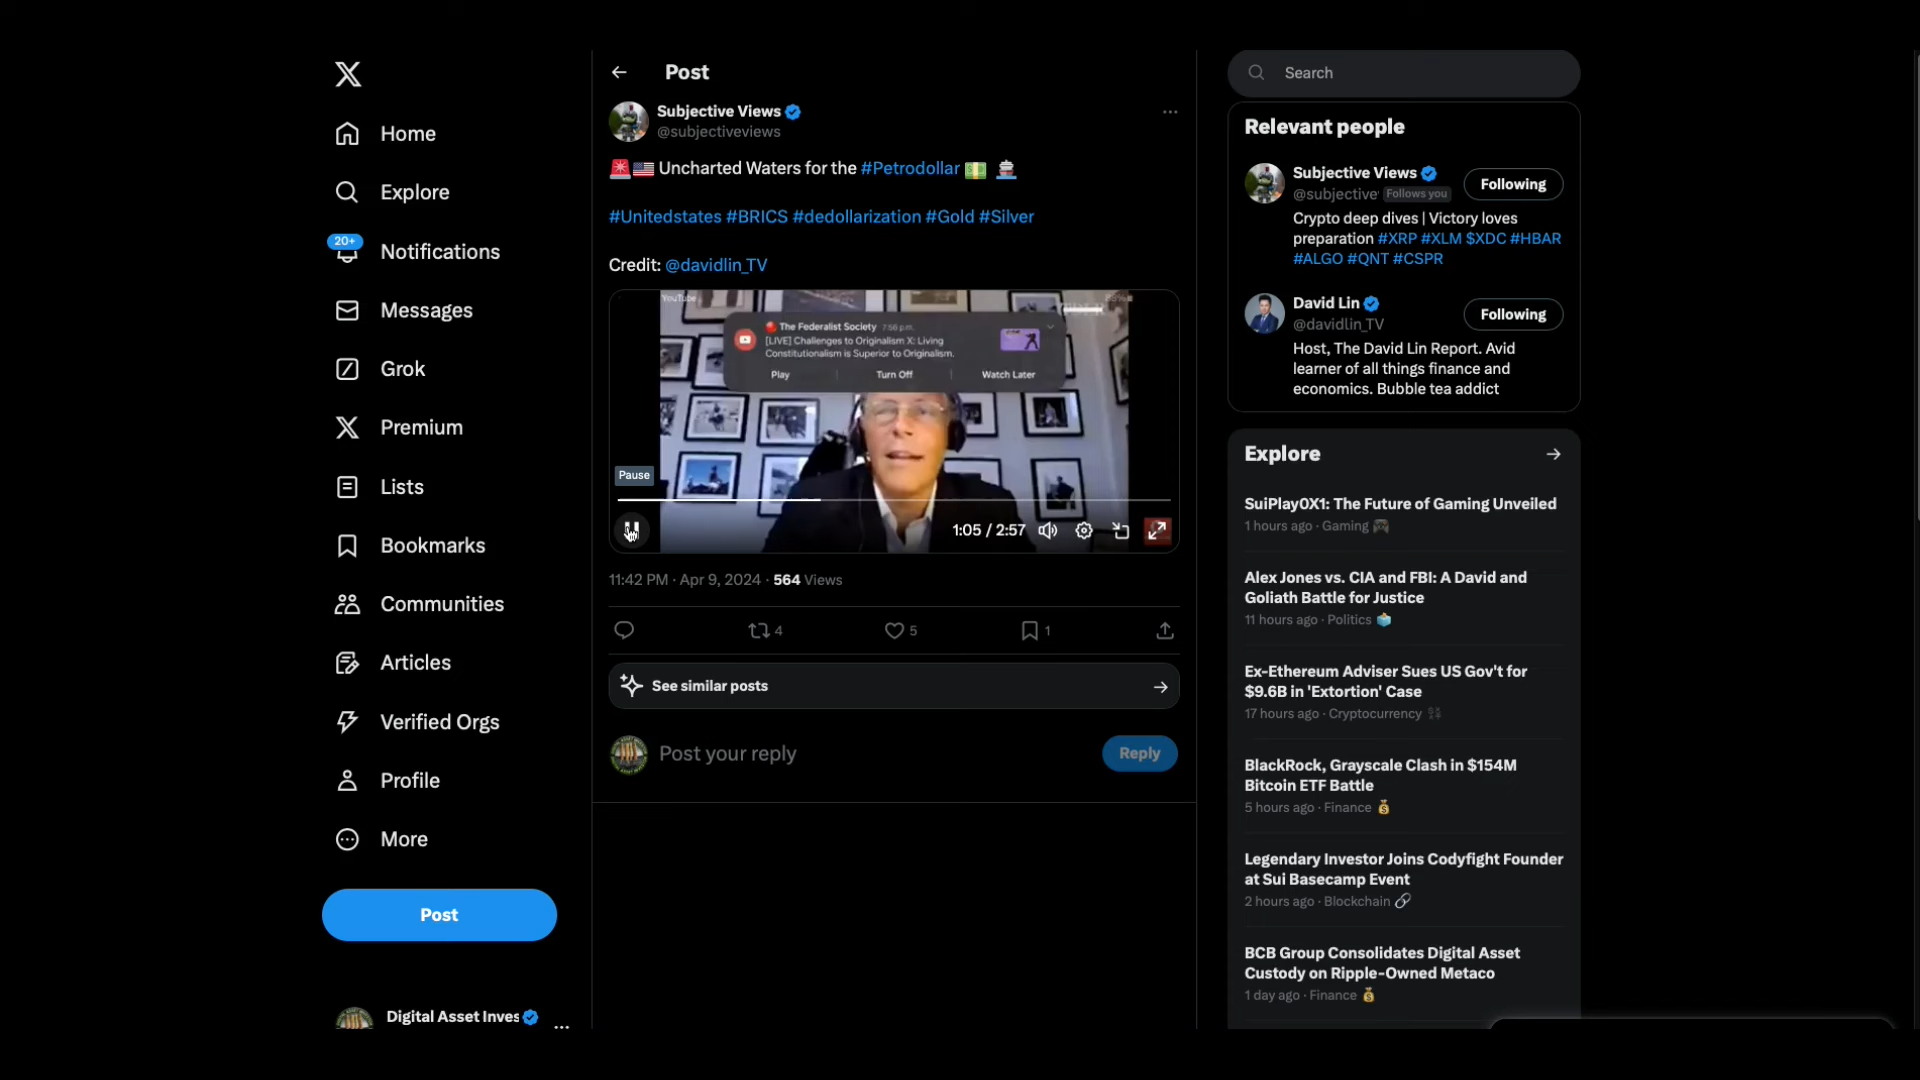 X
Home
Explore
20+
Notifications
Messages
Grok
Premium
Lists
Bookmarks
Communities
Articles
Verified Orgs
Profile
More
Post
Digital Asset Inves
Post
Subjective Views
@subjectiveviews
Uncharted Waters for the #Petrodollar
#Unitedstates #BRICS #dedollarization #Gold #Silver
Credit: @davidlin_TV
YouTube
The Federalist Society 7:56 p.m.
[LIVE] Challenges to Originalism X: Living
Constitutionalism is Superior to Originalism.
Play
Turn Off
Watch Later
Pause
1:05 / 2:57
11:42 PM · Apr 9, 2024 · 564 Views
4
5
1
See similar posts
Post your reply
Reply
Search
Relevant people
Subjective Views
@subjective Follows you
Following
Crypto deep dives | Victory loves
preparation #XRP #XLM $XDC #HBAR
#ALGO #QNT #CSPR
David Lin
@davidlin_TV
Following
Host, The David Lin Report. Avid
learner of all things finance and
economics. Bubble tea addict
Explore
SuiPlay0X1: The Future of Gaming Unveiled
1 hours ago · Gaming
Alex Jones vs. CIA and FBI: A David and
Goliath Battle for Justice
11 hours ago · Politics
Ex-Ethereum Adviser Sues US Gov't for
$9.6B in 'Extortion' Case
17 hours ago · Cryptocurrency
BlackRock, Grayscale Clash in $154M
Bitcoin ETF Battle
5 hours ago · Finance
Legendary Investor Joins Codyfight Founder
at Sui Basecamp Event
2 hours ago · Blockchain
BCB Group Consolidates Digital Asset
Custody on Ripple-Owned Metaco
1 day ago · Finance